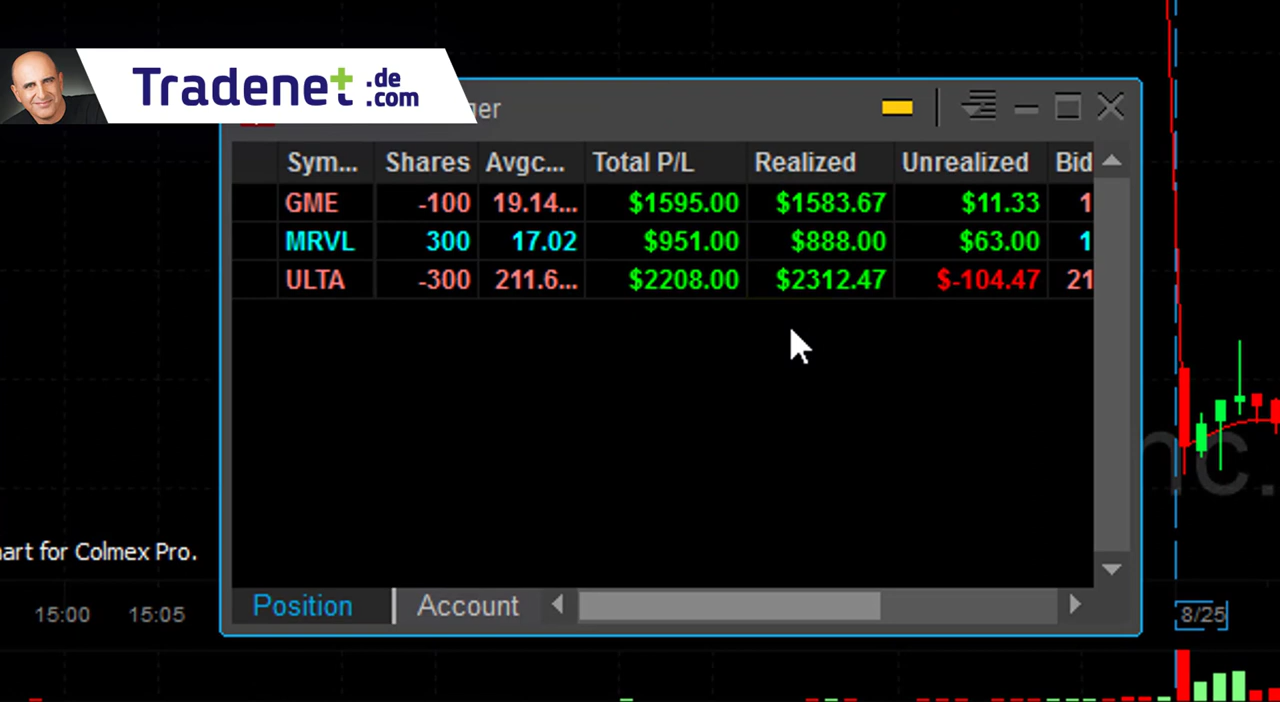 Tradenet .de .com
ger
Sym... Shares Avgc... Total P/L Realized Unrealized Bid
GME -100 19.14... $1595.00 $1583.67 $11.33 1
MRVL 300 17.02 $951.00 $888.00 $63.00 1
ULTA -300 211.6... $2208.00 $2312.47 $-104.47 21
nc.
art for Colmex Pro.
Position Account
15:00 15:05 8/25